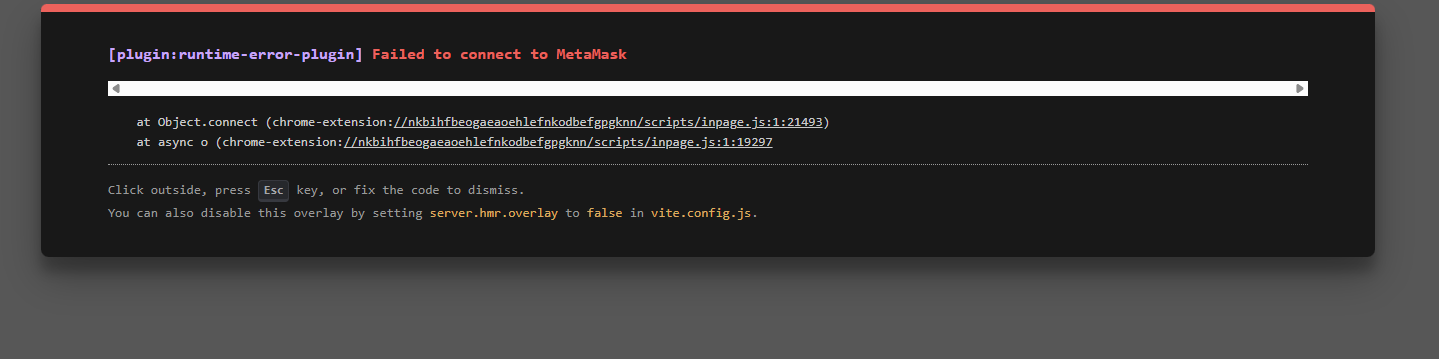 [plugin:runtime-error-plugin] Failed to connect to MetaMask
at Object.connect (chrome-extension://nkbihfbeogaeaoehlefnkodbefgpgknn/scripts/inpage.js:1:21493)
at async o (chrome-extension://nkbihfbeogaeaoehlefnkodbefgpgknn/scripts/inpage.js:1:19297
Click outside, press Esc key, or fix the code to dismiss.
You can also disable this overlay by setting server.hmr.overlay to false in vite.config.js.